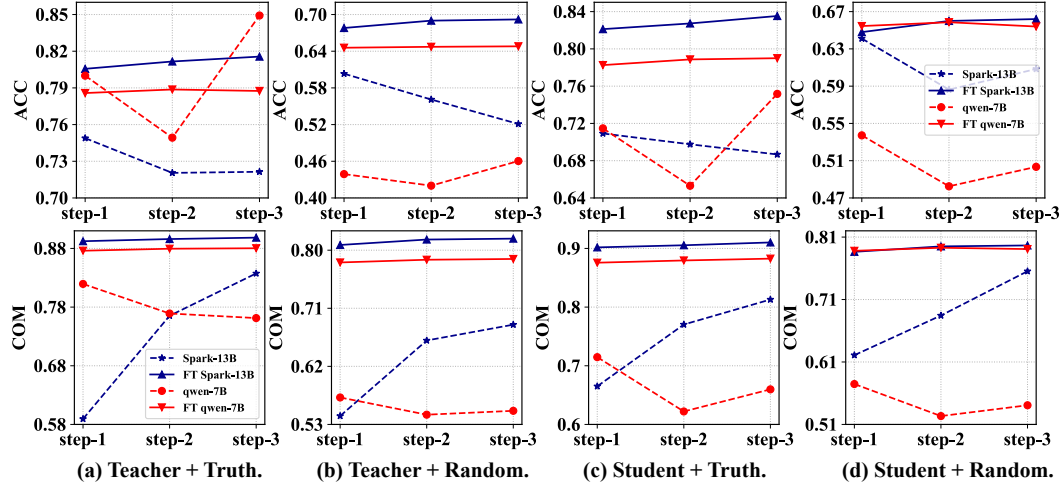 0.85
0.82
0.79
0.76
0.73
0.70
ACC
step-1 step-2 step-3
0.70
0.64
0.58
0.52
0.46
0.40
ACC
step-1 step-2 step-3
0.84
0.80
0.76
0.72
0.68
0.64
ACC
step-1 step-2 step-3
0.67
0.63
0.59
0.55
0.51
0.47
ACC
Spark-13B
FT Spark-13B
qwen-7B
FT qwen-7B
step-1 step-2 step-3
0.88
0.78
0.68
0.58
COM
Spark-13B
FT Spark-13B
qwen-7B
FT qwen-7B
step-1 step-2 step-3
0.80
0.71
0.62
0.53
COM
step-1 step-2 step-3
0.9
0.8
0.7
0.6
COM
step-1 step-2 step-3
0.81
0.71
0.61
0.51
COM
step-1 step-2 step-3
(a) Teacher + Truth.
(b) Teacher + Random.
(c) Student + Truth.
(d) Student + Random.